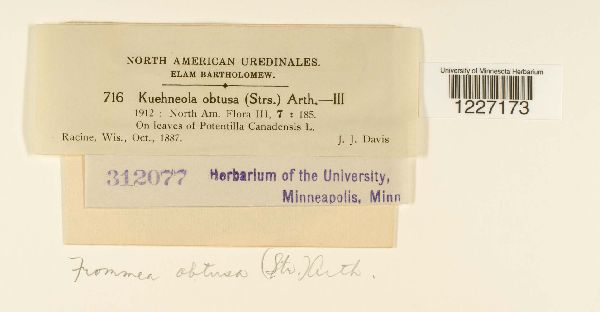 NORTH AMERICAN UREDINALES.
ELAM BARTHOLOMEW.
716 Kuehneola obtusa (Strs.) Arth.—III
1912 : North Am. Flora III, 7 : 185.
On leaves of Potentilla Canadensis L.
Racine, Wis., Oct., 1887. J. J. Davis
University of Minnesota Herbarium
1227173
312077 Herbarium of the University,
Minneapolis, Minn
Frommea obtusa (Str.) Arth.